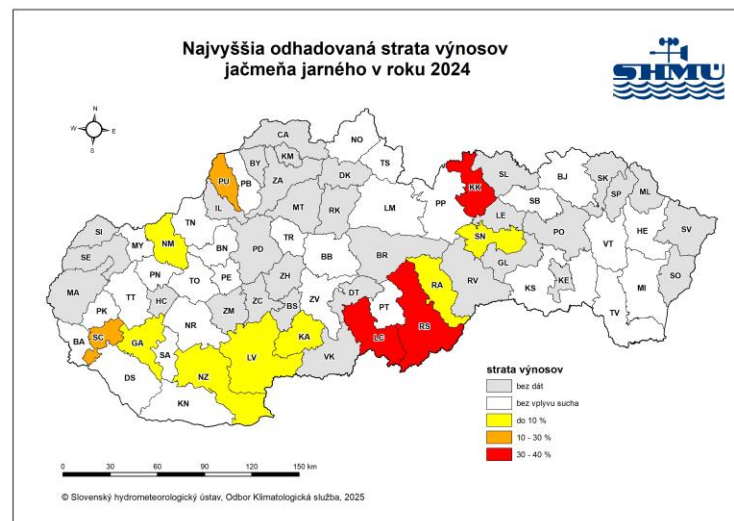 Najvyššia odhadovaná strata výnosov
jačmeňa jarného v roku 2024
SHMÚ
N
W E
S
CA
NO
KM
BY
TS
PU
PB
ZA
DK
IL
MT
RK
LM
PP
KK
SL
BJ
SK
SP
ML
SB
LE
PO
SN
GL
HE
SV
VT
SI
MY
NM
TN
SE
BN
PD
TR
BB
BR
RA
RV
KE
KS
MI
SO
TV
MA
PN
TO
PE
ZH
DT
PT
TT
HC
ZM
ZC
BS
ZV
PK
NR
KA
LC
RS
BA
SC
GA
SA
LV
VK
NZ
DS
KN
strata výnosov
bez dát
bez vplyvu sucha
do 10 %
10 - 30 %
30 - 40 %
0 30 60 90 120 150 km
© Slovenský hydrometeorologický ústav, Odbor Klimatologická služba, 2025